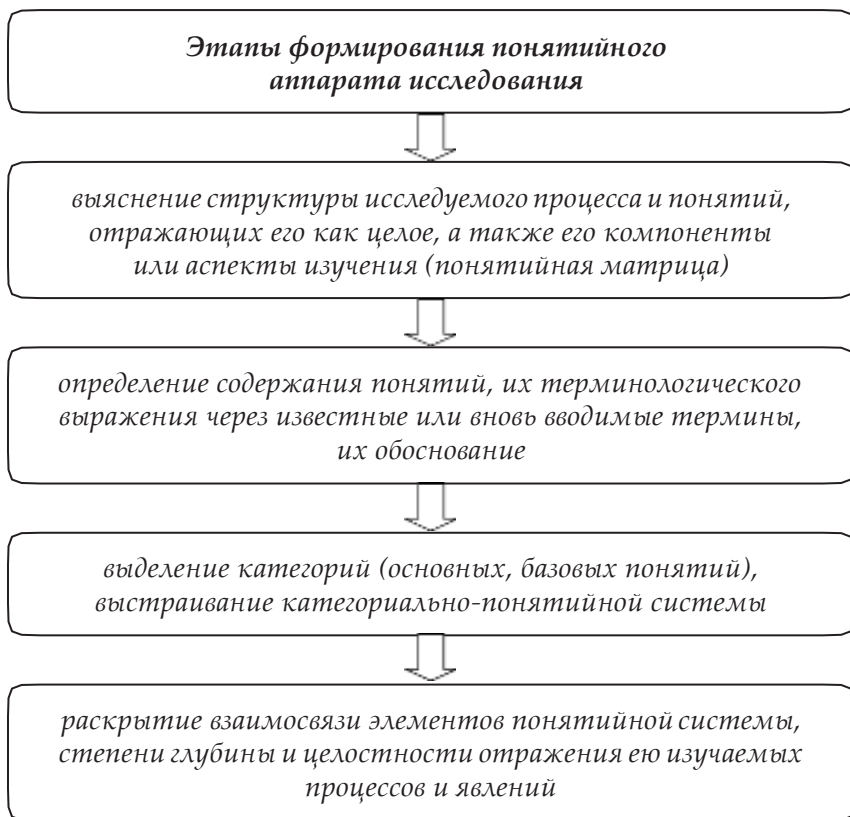 Этапы формирования понятийного
аппарата исследования
выяснение структуры исследуемого процесса и понятий,
отражающих его как целое, а также его компоненты
или аспекты изучения (понятийная матрица)
определение содержания понятий, их терминологического
выражения через известные или вновь вводимые термины,
их обоснование
выделение категорий (основных, базовых понятий),
выстраивание категориально-понятийной системы
раскрытие взаимосвязи элементов понятийной системы,
степени глубины и целостности отражения ею изучаемых
процессов и явлений